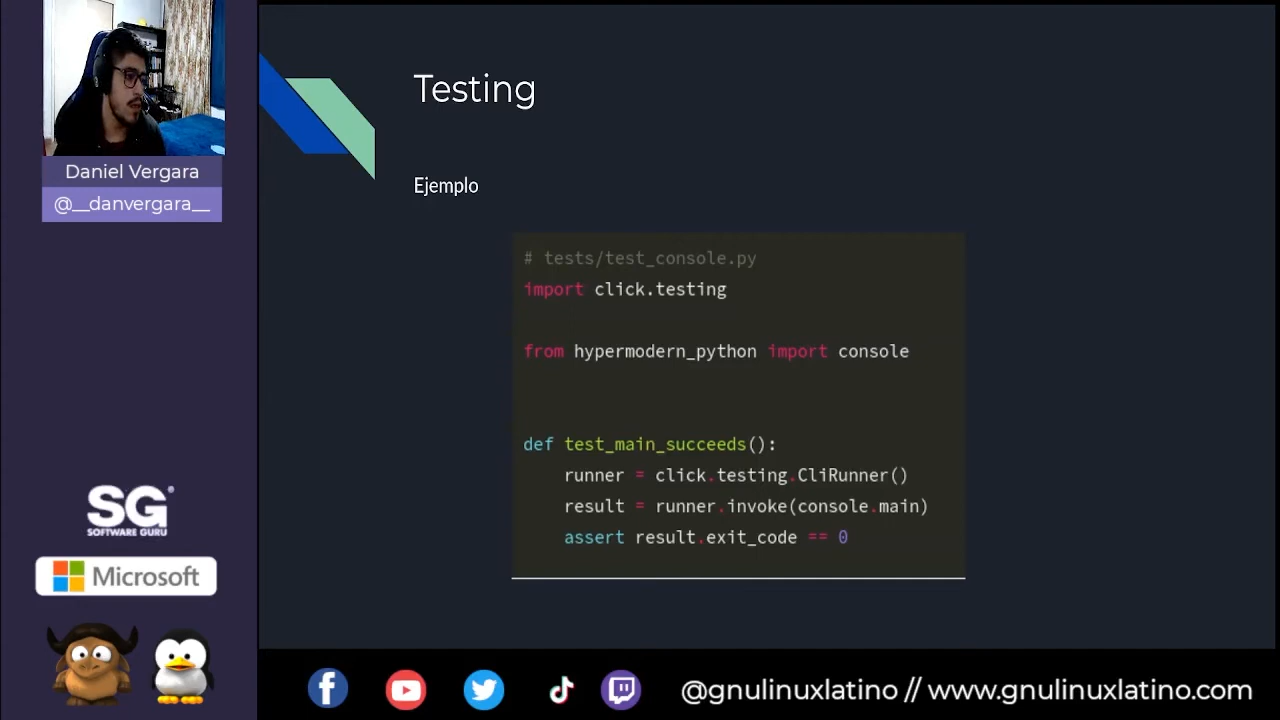 Daniel Vergara
@__danvergara__
SG
SOFTWARE GURU
Microsoft
Testing
Ejemplo
# tests/test_console.py
import click.testing
from hypermodern_python import console
def test_main_succeeds():
    runner = click.testing.CliRunner()
    result = runner.invoke(console.main)
    assert result.exit_code == 0
@gnulinuxlatino // www.gnulinuxlatino.com